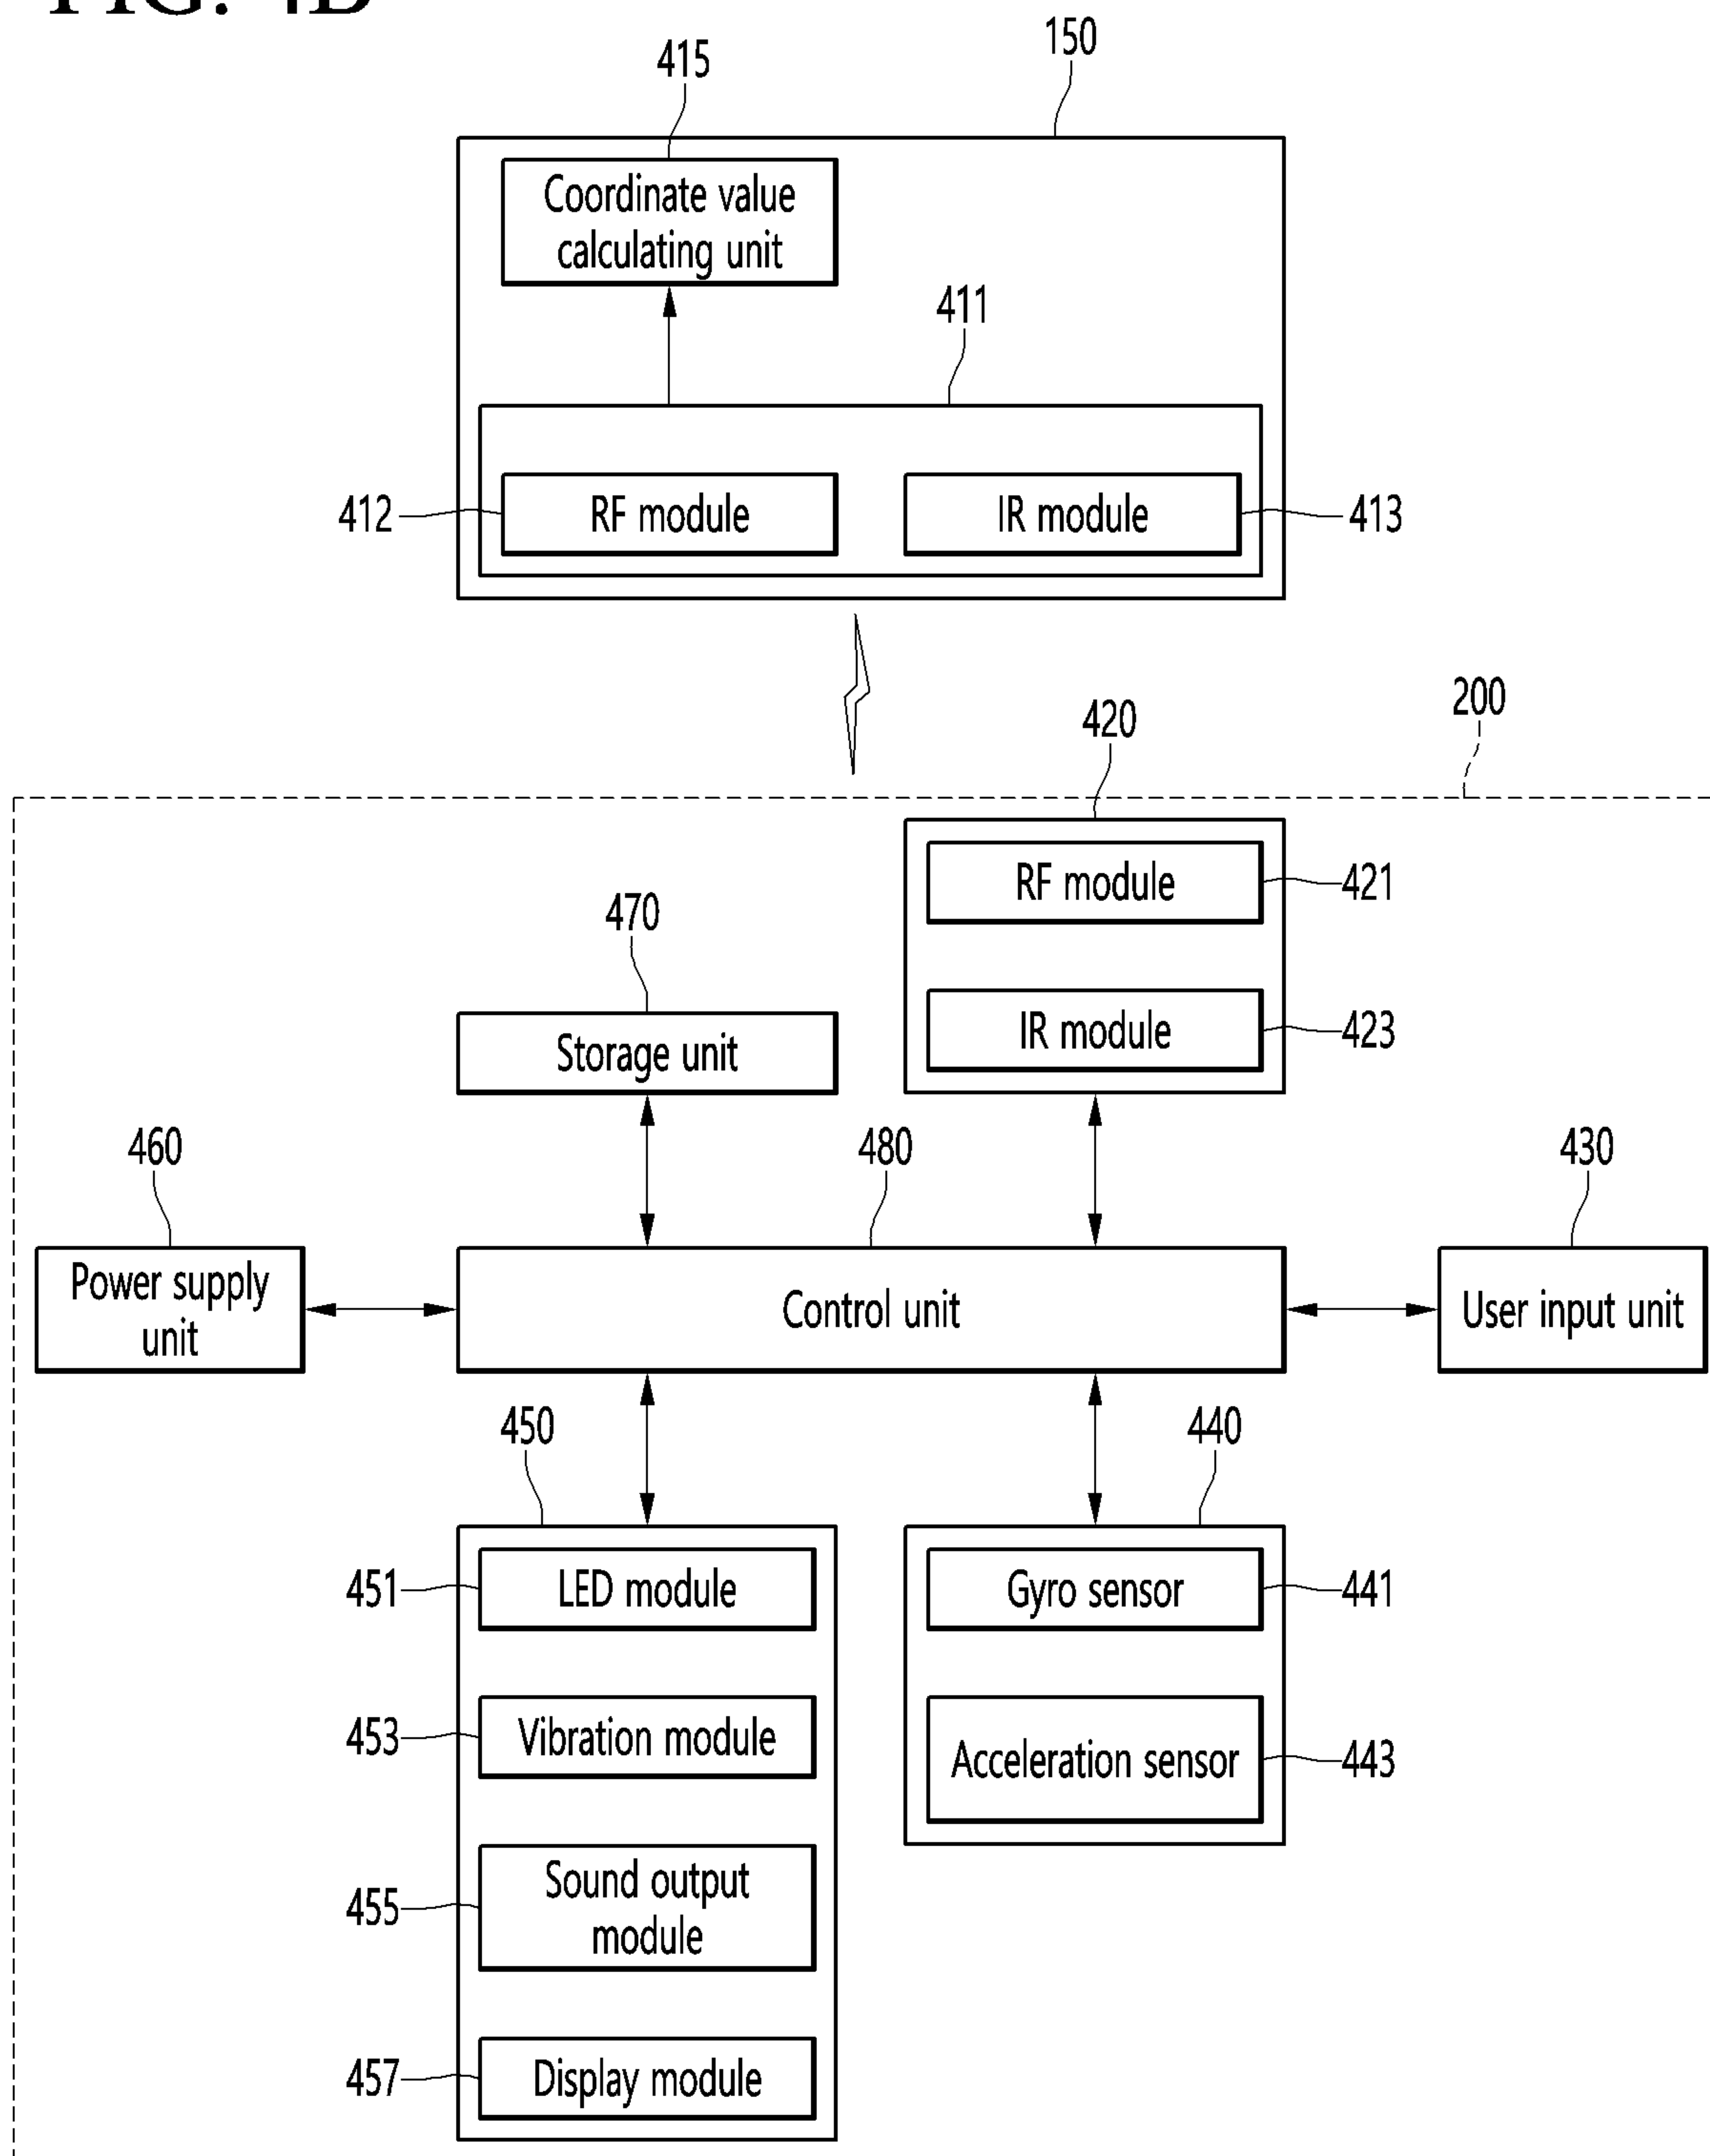 FIG. 4B
150
415
Coordinate value
calculating unit
411
412
RF module
IR module
413
200
420
RF module
421
470
IR module
423
Storage unit
460
480
430
Power supply
unit
Control unit
User input unit
450
440
451
LED module
Gyro sensor
441
453
Vibration module
Acceleration sensor
443
455
Sound output
module
457
Display module